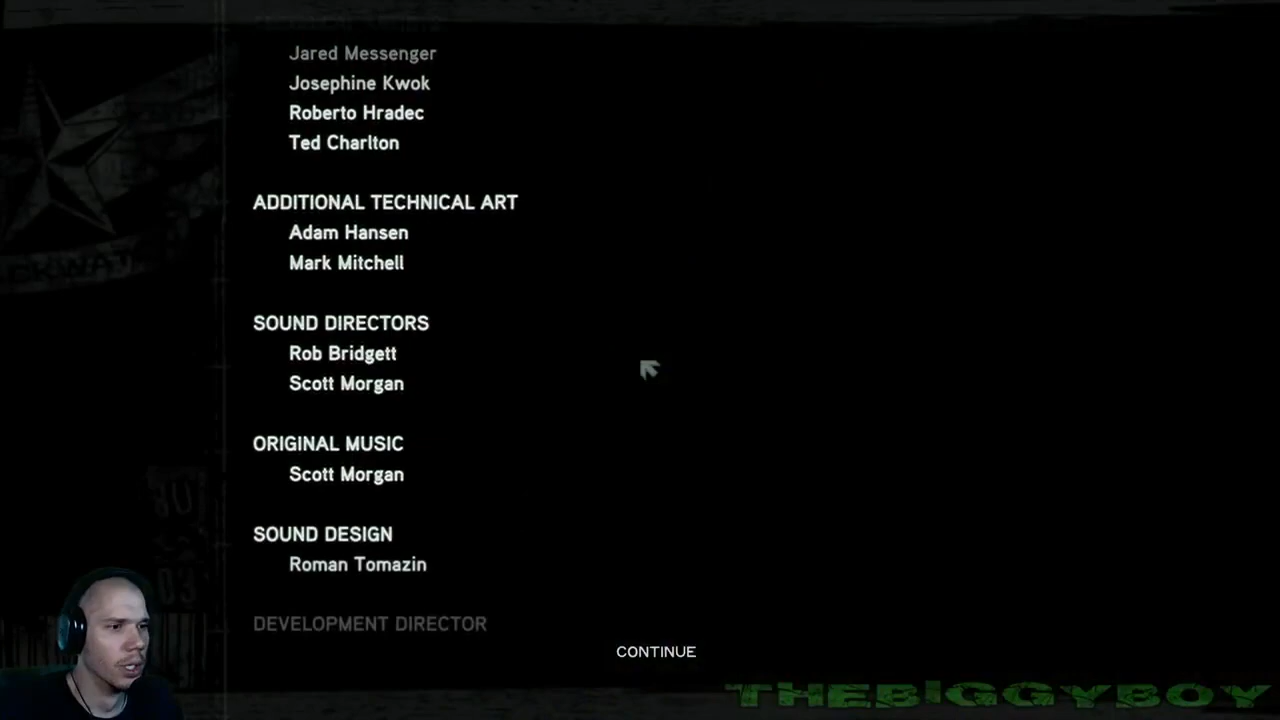 Jared Messenger
Josephine Kwok
Roberto Hradec
Ted Charlton
ADDITIONAL TECHNICAL ART
Adam Hansen
Mark Mitchell
SOUND DIRECTORS
Rob Bridgett
Scott Morgan
ORIGINAL MUSIC
Scott Morgan
SOUND DESIGN
Roman Tomazin
DEVELOPMENT DIRECTOR
CONTINUE
THEBIGGYBOY